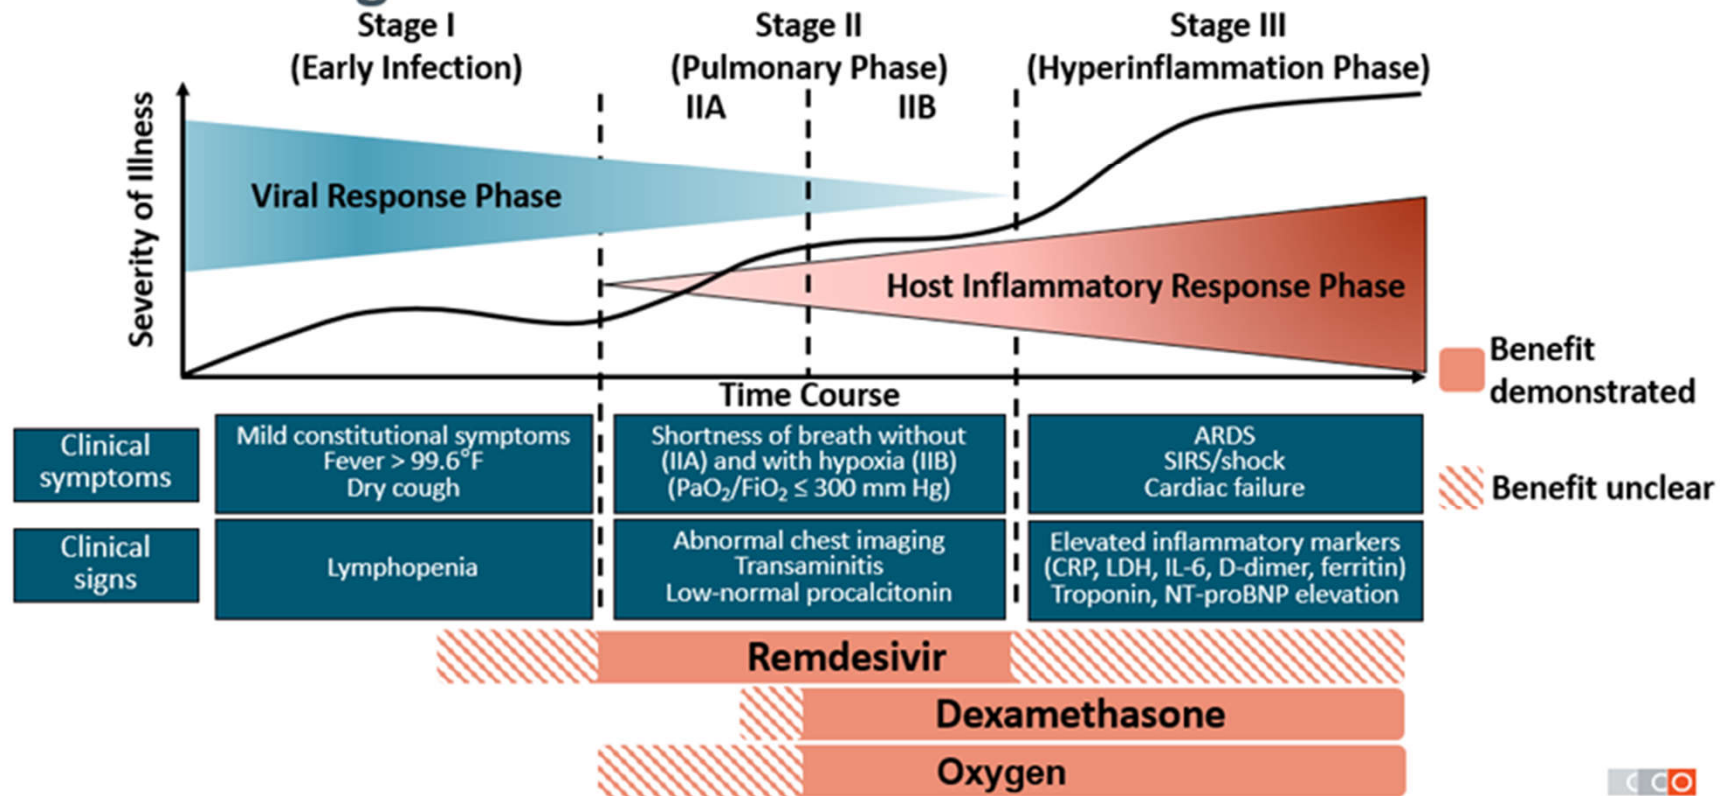 Stage I
(Early Infection)
Stage II
(Pulmonary Phase)
IIA
IIB
Stage III
(Hyperinflammation Phase)
Severity of Illness
Viral Response Phase
Host Inflammatory Response Phase
Time Course
Benefit
demonstrated
Benefit unclear
Clinical
symptoms
Mild constitutional symptoms
Fever > 99.6°F
Dry cough
Shortness of breath without
(IIA) and with hypoxia (IIB)
(PaO₂/FiO₂ ≤ 300 mm Hg)
ARDS
SIRS/shock
Cardiac failure
Clinical
signs
Lymphopenia
Abnormal chest imaging
Transaminitis
Low-normal procalcitonin
Elevated inflammatory markers
(CRP, LDH, IL-6, D-dimer, ferritin)
Troponin, NT-proBNP elevation
Remdesivir
Dexamethasone
Oxygen
CCO